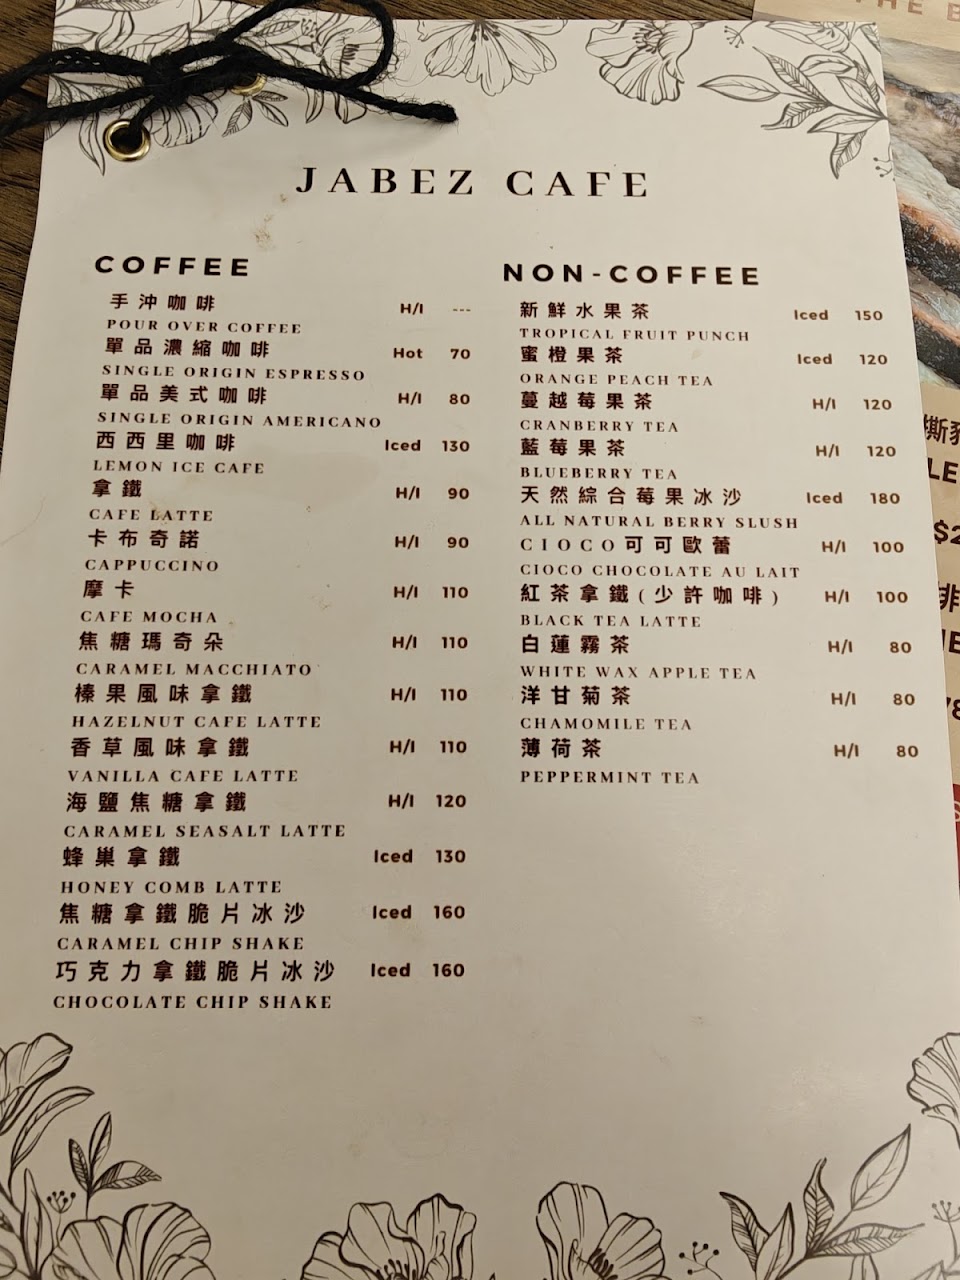 JABEZ CAFE
COFFEE
手沖咖啡 H/I ---
POUR OVER COFFEE
單品濃縮咖啡 Hot 70
SINGLE ORIGIN ESPRESSO
單品美式咖啡 H/I 80
SINGLE ORIGIN AMERICANO
西西里咖啡 Iced 130
LEMON ICE CAFE
拿鐵 H/I 90
CAFE LATTE
卡布奇諾 H/I 90
CAPPUCCINO
摩卡 H/I 110
CAFE MOCHA
焦糖瑪奇朵 H/I 110
CARAMEL MACCHIATO
榛果風味拿鐵 H/I 110
HAZELNUT CAFE LATTE
香草風味拿鐵 H/I 110
VANILLA CAFE LATTE
海鹽焦糖拿鐵 H/I 120
CARAMEL SEASALT LATTE
蜂巢拿鐵 Iced 130
HONEY COMB LATTE
焦糖拿鐵脆片冰沙 Iced 160
CARAMEL CHIP SHAKE
巧克力拿鐵脆片冰沙 Iced 160
CHOCOLATE CHIP SHAKE
NON-COFFEE
新鮮水果茶 Iced 150
TROPICAL FRUIT PUNCH
蜜橙果茶 Iced 120
ORANGE PEACH TEA
蔓越莓果茶 H/I 120
CRANBERRY TEA
藍莓果茶 H/I 120
BLUEBERRY TEA
天然綜合莓果冰沙 Iced 180
ALL NATURAL BERRY SLUSH
CIOCO可可歐蕾 H/I 100
CIOCO CHOCOLATE AU LAIT
紅茶拿鐵(少許咖啡) H/I 100
BLACK TEA LATTE
白蓮霧茶 H/I 80
WHITE WAX APPLE TEA
洋甘菊茶 H/I 80
CHAMOMILE TEA
薄荷茶 H/I 80
PEPPERMINT TEA
THE B